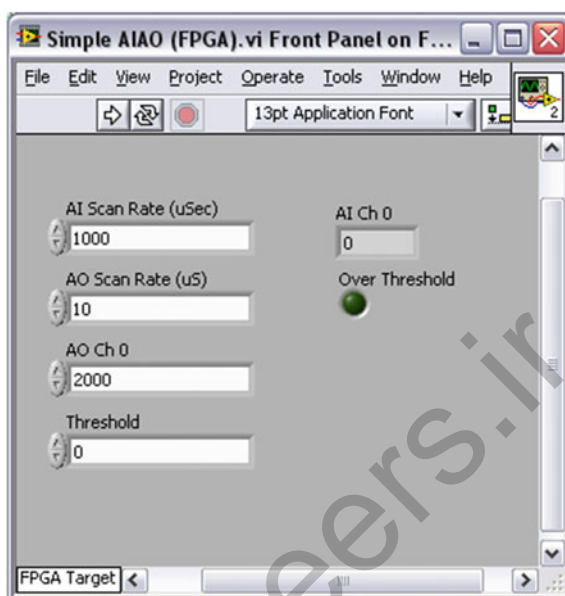 Simple AIAO (FPGA).vi Front Panel on F...
File Edit View Project Operate Tools Window Help
13pt Application Font
2
AI Scan Rate (uSec)
1000
AI Ch 0
0
AO Scan Rate (uS)
10
Over Threshold
AO Ch 0
2000
Threshold
0
FPGA Target
eers.ir